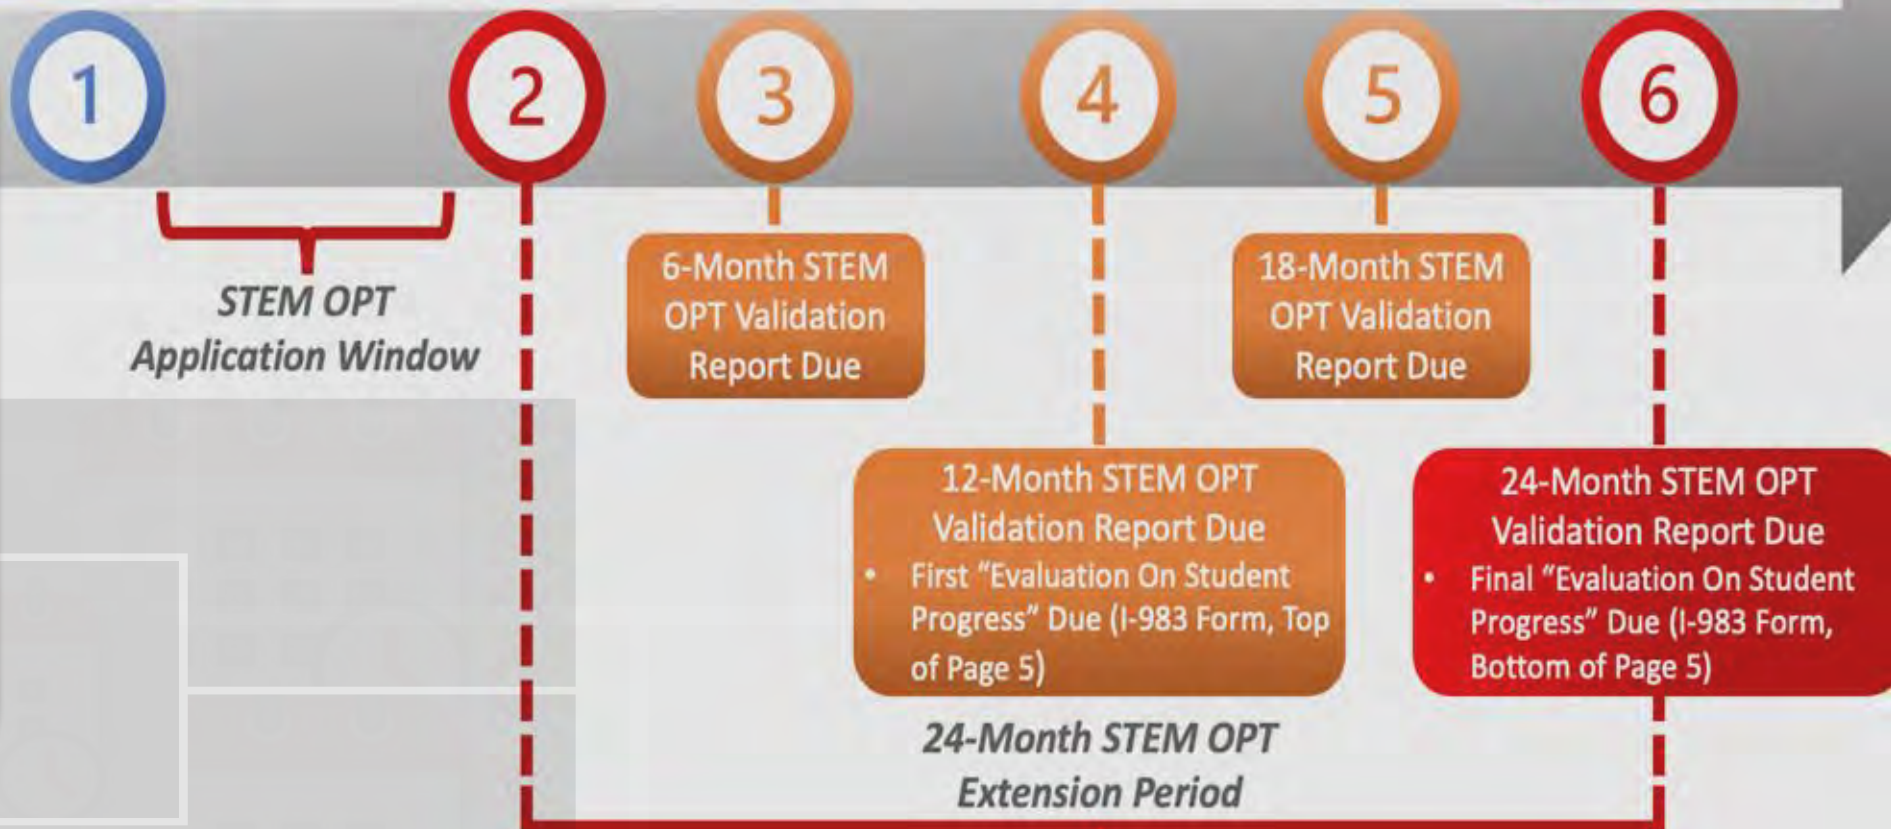 1
2
3
4
5
6
STEM OPT
Application Window
6-Month STEM
OPT Validation
Report Due
18-Month STEM
OPT Validation
Report Due
12-Month STEM OPT
Validation Report Due
• First “Evaluation On Student
Progress” Due (I-983 Form, Top
of Page 5)
24-Month STEM OPT
Validation Report Due
• Final “Evaluation On Student
Progress” Due (I-983 Form,
Bottom of Page 5)
24-Month STEM OPT
Extension Period